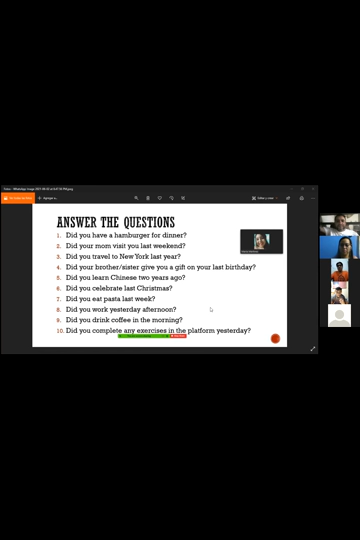 ANSWER THE QUESTIONS
1. Did you have a hamburger for dinner?
2. Did your mom visit you last weekend?
3. Did you travel to New York last year?
4. Did your brother/sister give you a gift on your last birthday?
5. Did you learn Chinese two years ago?
6. Did you celebrate last Christmas?
7. Did you eat pasta last week?
8. Did you work yesterday afternoon?
9. Did you drink coffee in the morning?
10. Did you complete any exercises in the platform yesterday?